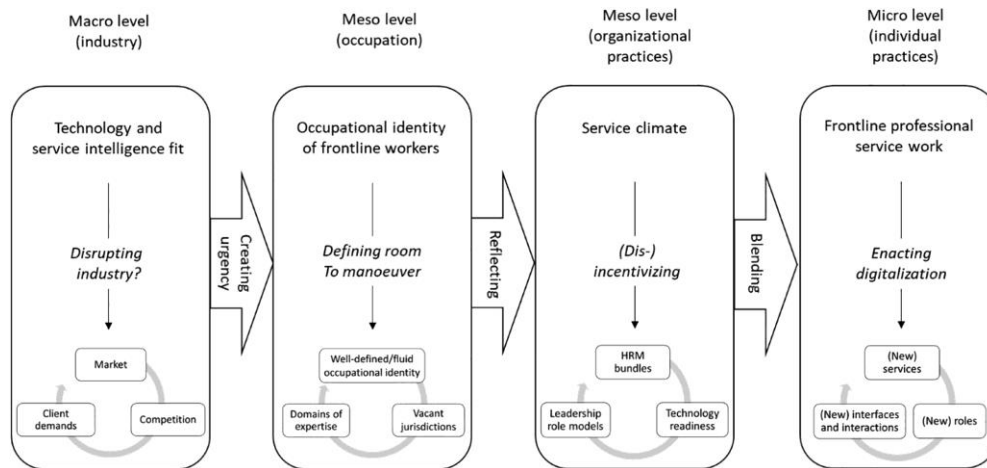 Macro level
(industry)
Meso level
(occupation)
Meso level
(organizational
practices)
Micro level
(individual
practices)
Technology and
service intelligence fit
Disrupting
industry?
Market
Client
demands
Competition
Creating
urgency
Occupational identity
of frontline workers
Defining room
To manoeuver
Well-defined/fluid
occupational identity
Domains of
expertise
Vacant
jurisdictions
Reflecting
Service climate
(Dis-)
incentivizing
HRM
bundles
Leadership
role models
Technology
readiness
Blending
Frontline professional
service work
Enacting
digitalization
(New)
services
(New) interfaces
and interactions
(New) roles